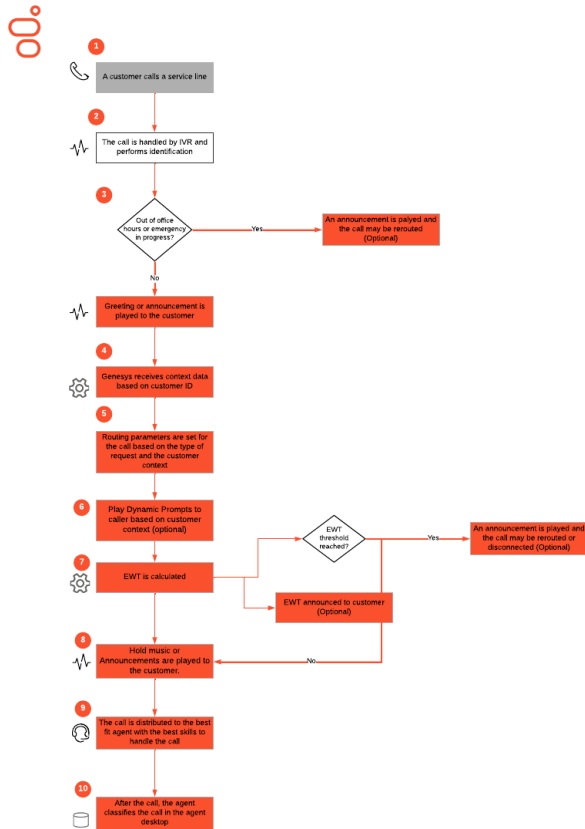 1
A customer calls a service line
2
The call is handled by IVR and
performs identification
3
Out of office
hours or emergency
in progress?
Yes
An announcement is palyed and
the call may be rerouted
(Optional)
No
Greeting or announcement is
played to the customer
4
Genesys receives context data
based on customer ID
5
Routing parameters are set for
the call based on the type of
request and the customer
context
6
Play Dynamic Prompts to
caller based on customer
context (optional)
EWT
threshold
reached?
Yes
An announcement is played and
the call may be rerouted or
disconnected (Optional)
7
EWT is calculated
EWT announced to customer
(Optional)
8
Hold music or
Announcements are played to
the customer.
No
9
The call is distributed to the best
fit agent with the best skills to
handle the call
10
After the call, the agent
classifies the call in the agent
desktop